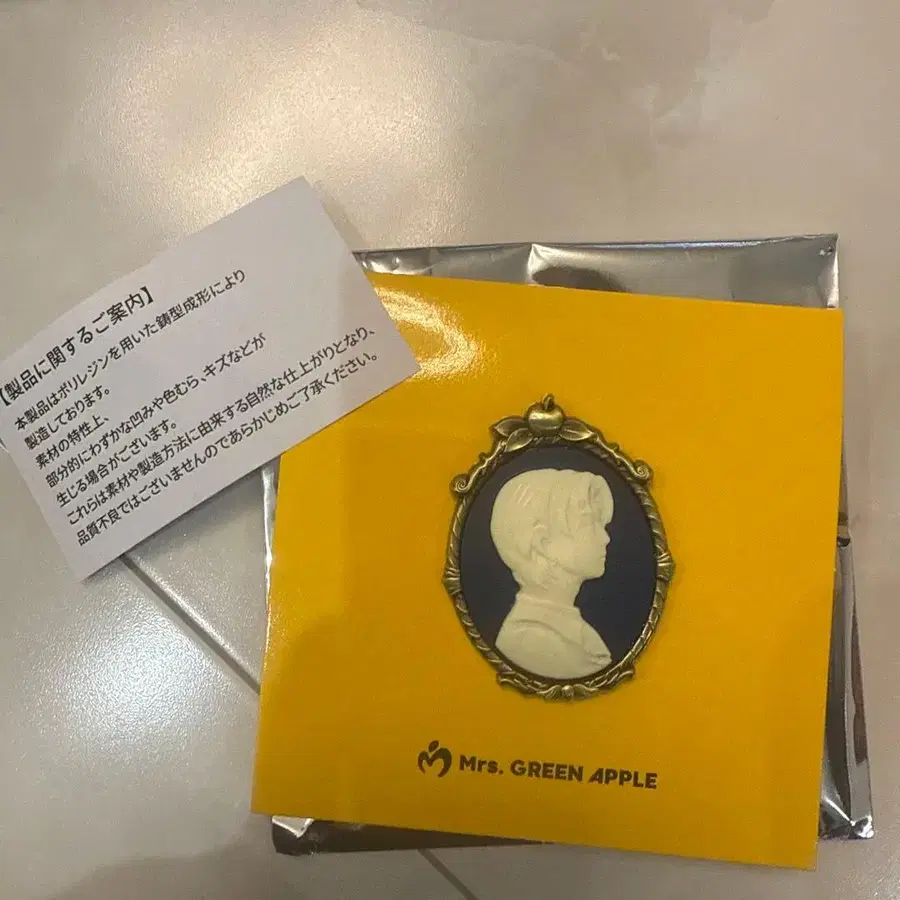 【製品に関するご案内】
本製品はポリレジンを用いた鋳型成形により
製造しております。
素材の特性上、
部分的にわずかな凹みや色むら、キズなどが
生じる場合がございます。
これらは素材や製造方法に由来する自然な仕上がりとなり、
品質不良ではございませんのであらかじめご了承ください。
Mrs. GREEN APPLE